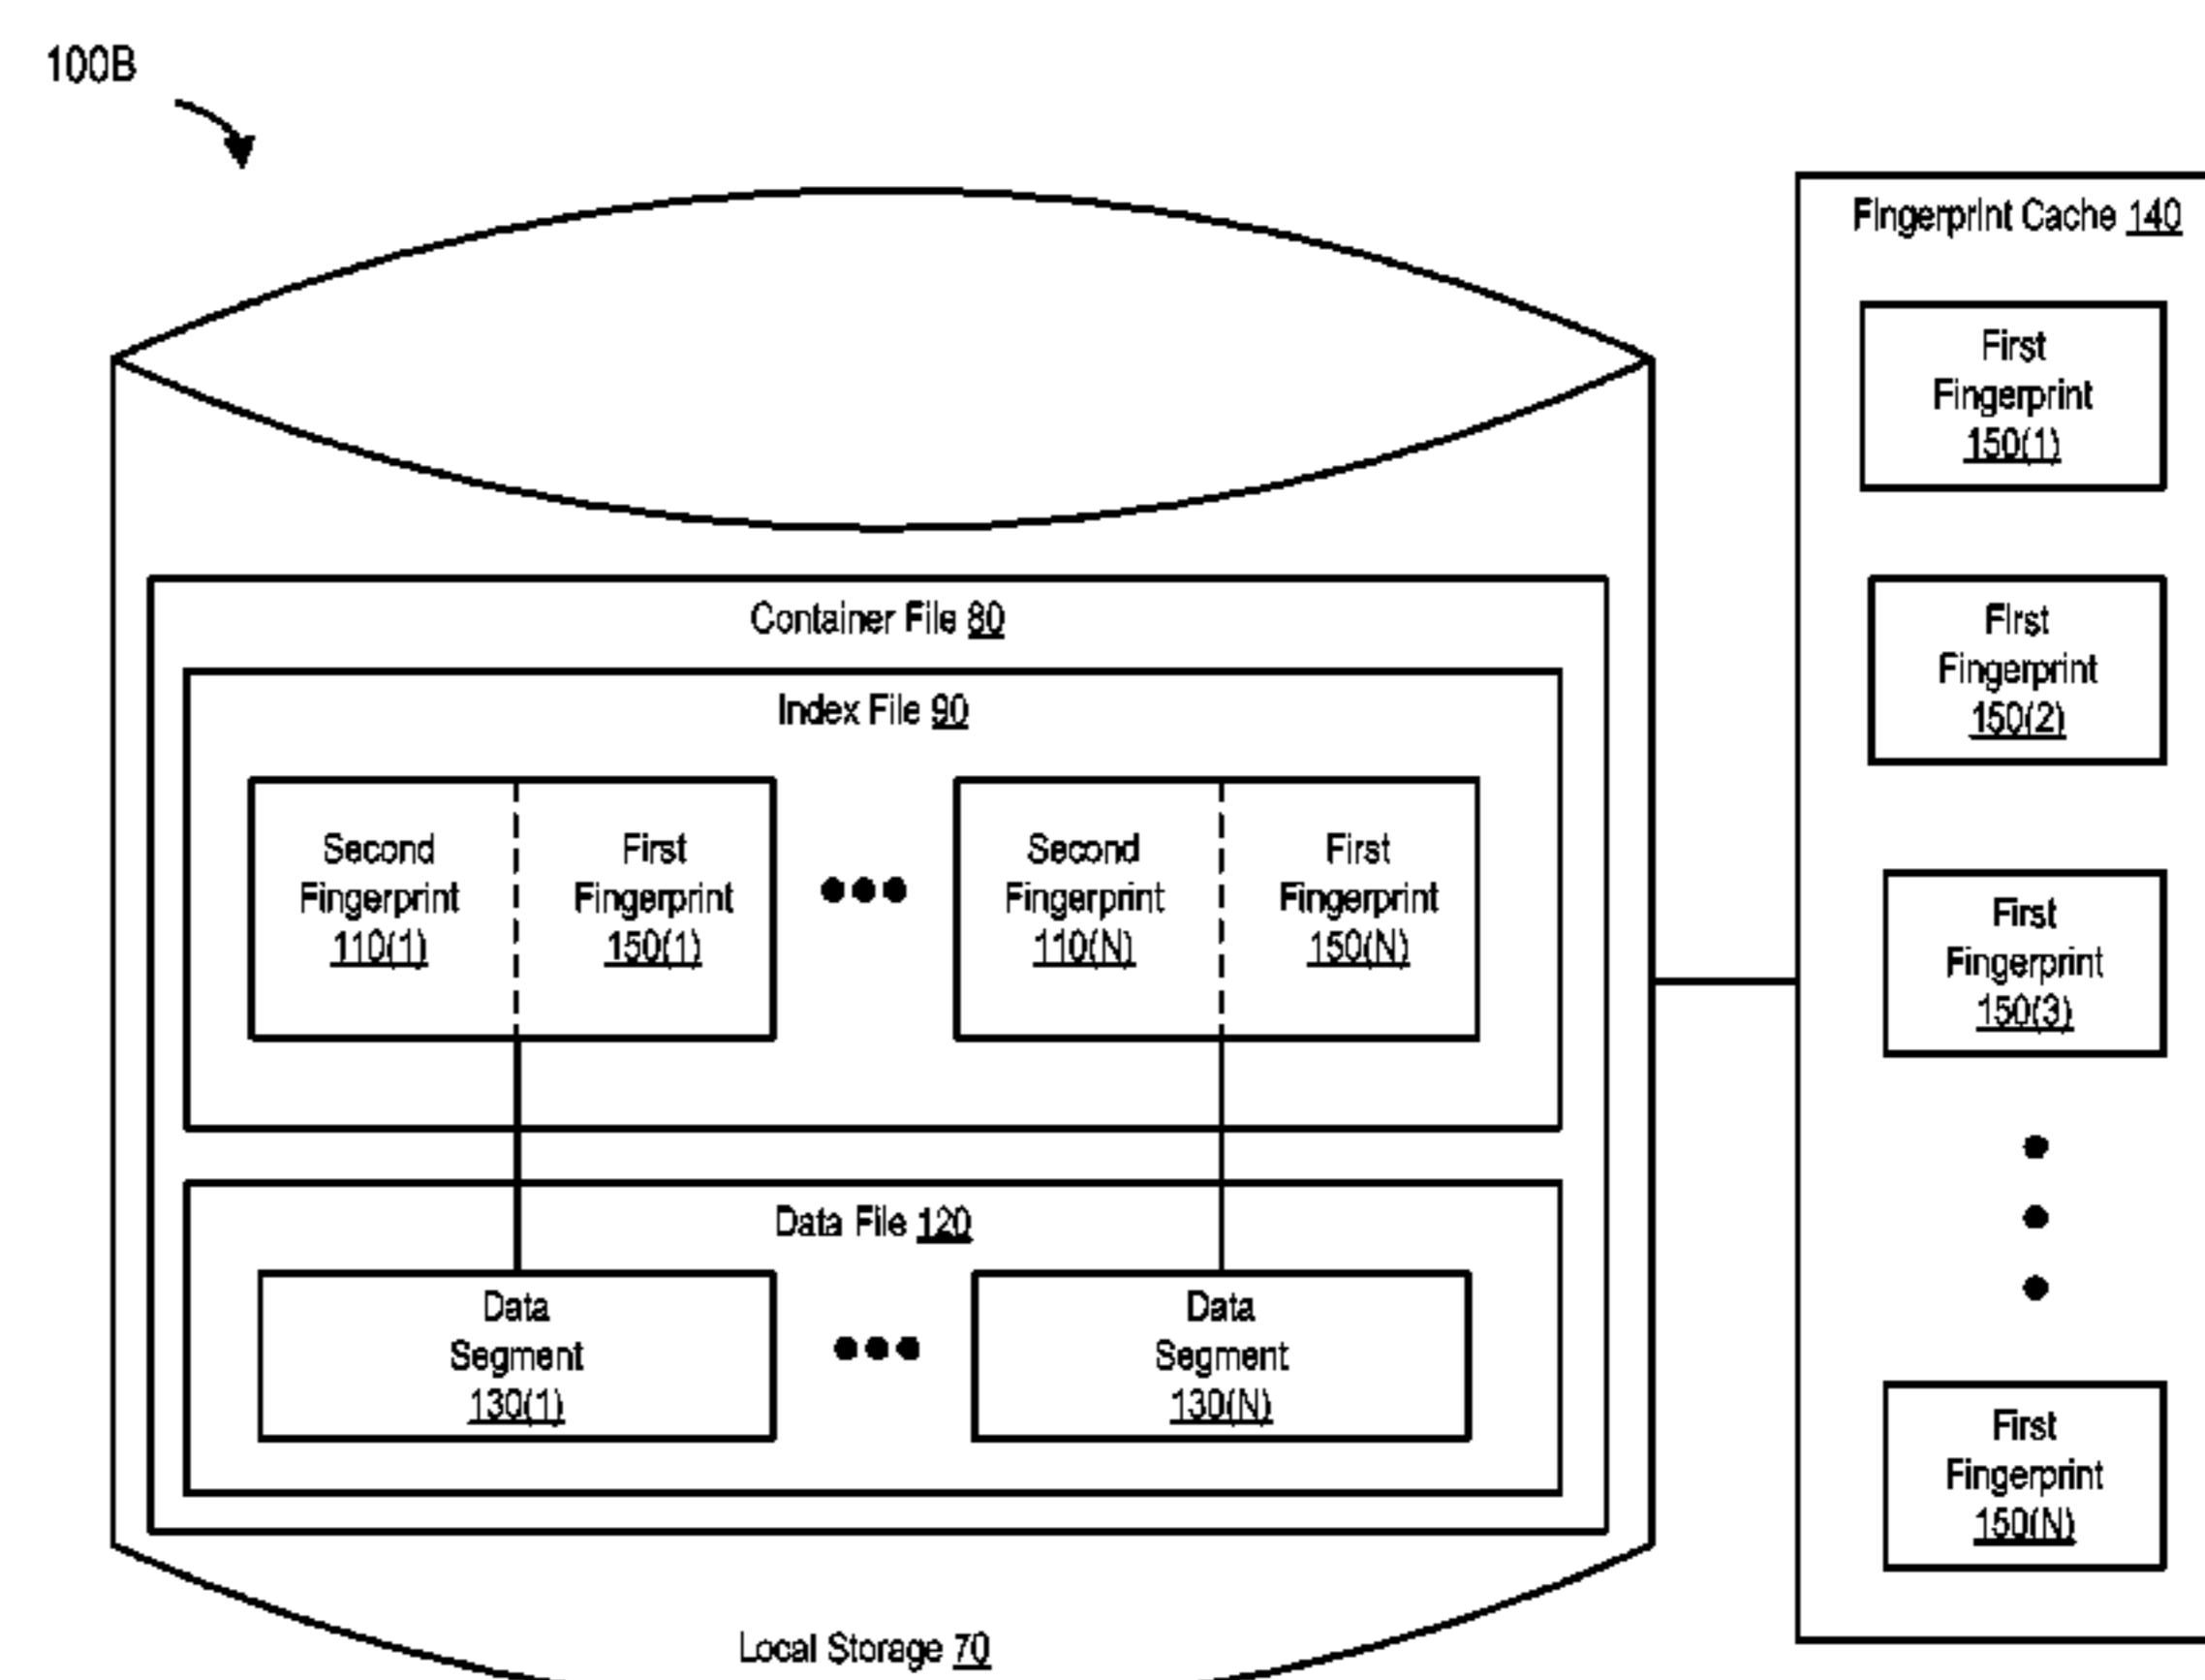 100B
Fingerprint Cache 140
First
Fingerprint
150(1)
First
Fingerprint
150(2)
First
Fingerprint
150(3)
First
Fingerprint
150(N)
Container File 80
Index File 90
Second
Fingerprint
110(1)
First
Fingerprint
150(1)
Second
Fingerprint
110(N)
First
Fingerprint
150(N)
Data File 120
Data
Segment
130(1)
Data
Segment
130(N)
Local Storage 70